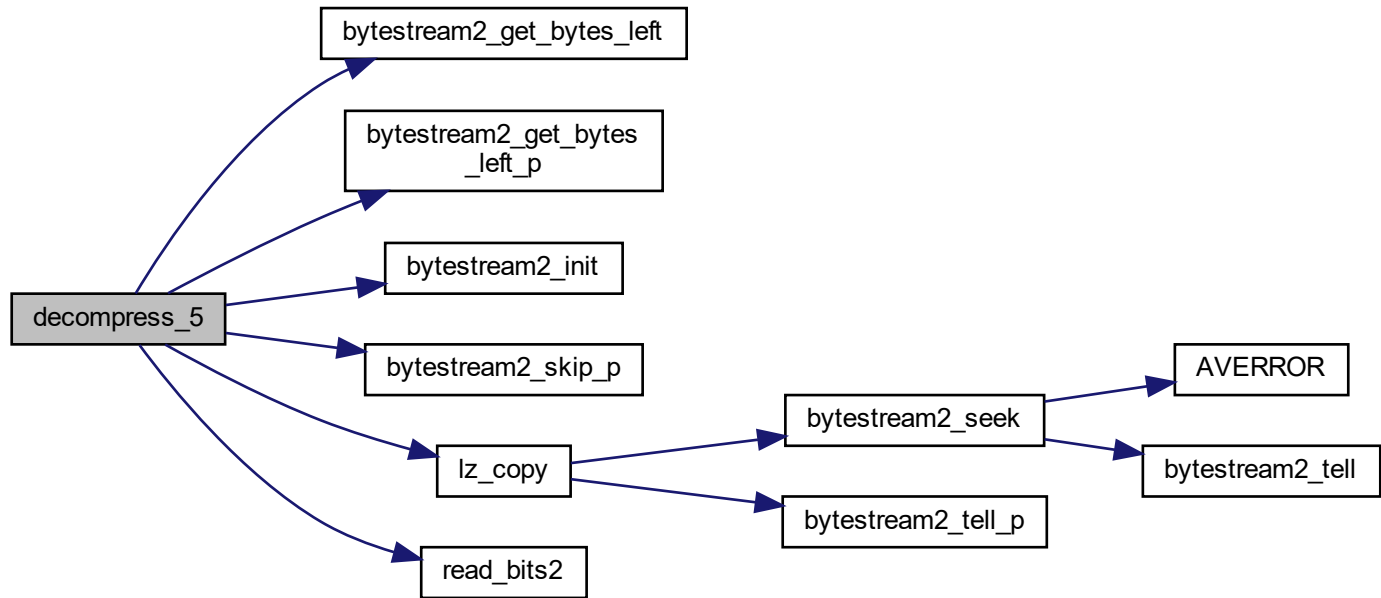 bytestream2_get_bytes_left
bytestream2_get_bytes
_left_p
bytestream2_init
decompress_5
bytestream2_skip_p
AVERROR
bytestream2_seek
lz_copy
bytestream2_tell
bytestream2_tell_p
read_bits2